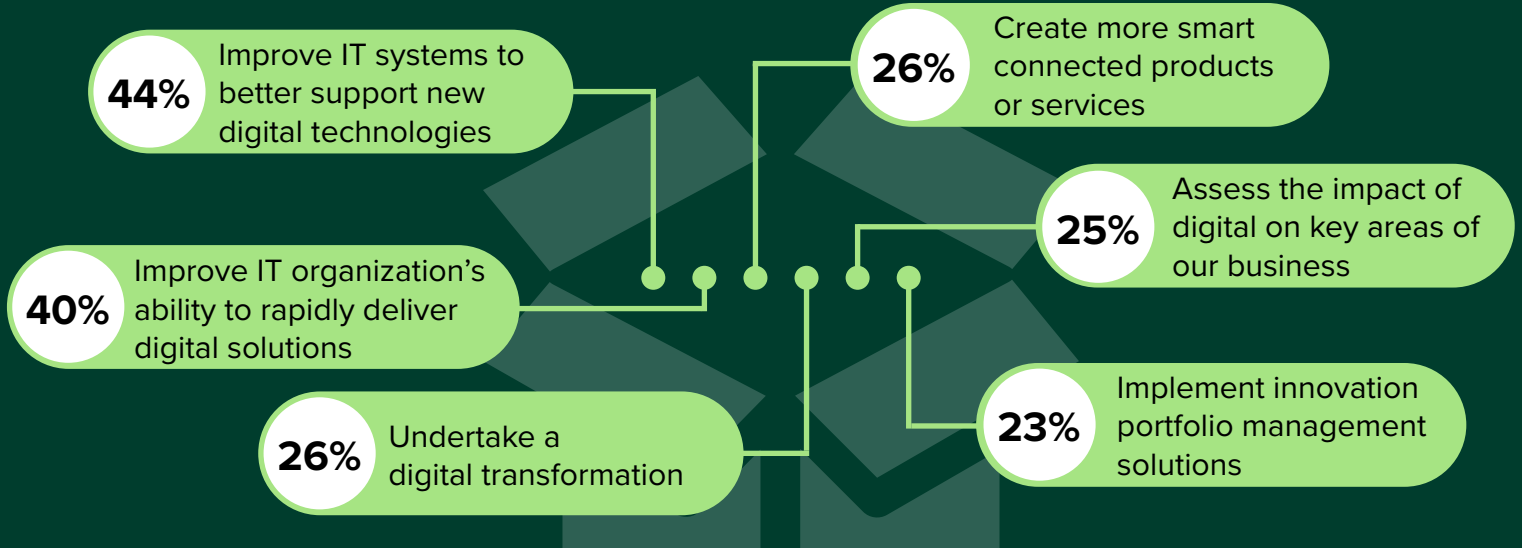 44%
Improve IT systems to
better support new
digital technologies
40%
Improve IT organization’s
ability to rapidly deliver
digital solutions
26%
Undertake a
digital transformation
26%
Create more smart
connected products
or services
25%
Assess the impact of
digital on key areas of
our business
23%
Implement innovation
portfolio management
solutions